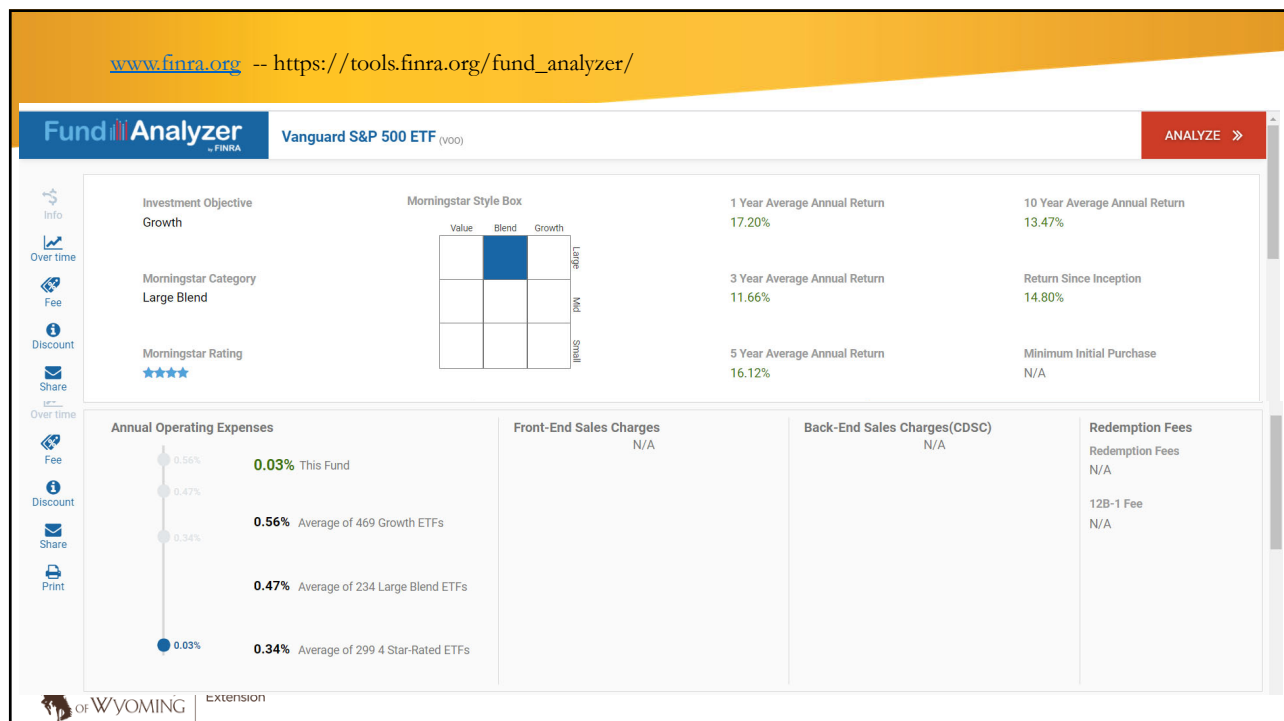 www.finra.org -- https://tools.finra.org/fund_analyzer/
Fund Analyzer
by FINRA
Vanguard S&P 500 ETF (VOO)
ANALYZE »
Info
Over time
Fee
Discount
Share
Investment Objective
Growth
Morningstar Category
Large Blend
Morningstar Rating
Morningstar Style Box
Value Blend Growth
Large
Mid
Small
1 Year Average Annual Return
17.20%
3 Year Average Annual Return
11.66%
5 Year Average Annual Return
16.12%
10 Year Average Annual Return
13.47%
Return Since Inception
14.80%
Minimum Initial Purchase
N/A
Over time
Fee
Discount
Share
Print
Annual Operating Expenses
0.56%
0.47%
0.34%
0.03%
0.03% This Fund
0.56% Average of 469 Growth ETFs
0.47% Average of 234 Large Blend ETFs
0.34% Average of 299 4 Star-Rated ETFs
Front-End Sales Charges
N/A
Back-End Sales Charges(CDSC)
N/A
Redemption Fees
Redemption Fees
N/A
12B-1 Fee
N/A
OF WYOMING
Extension